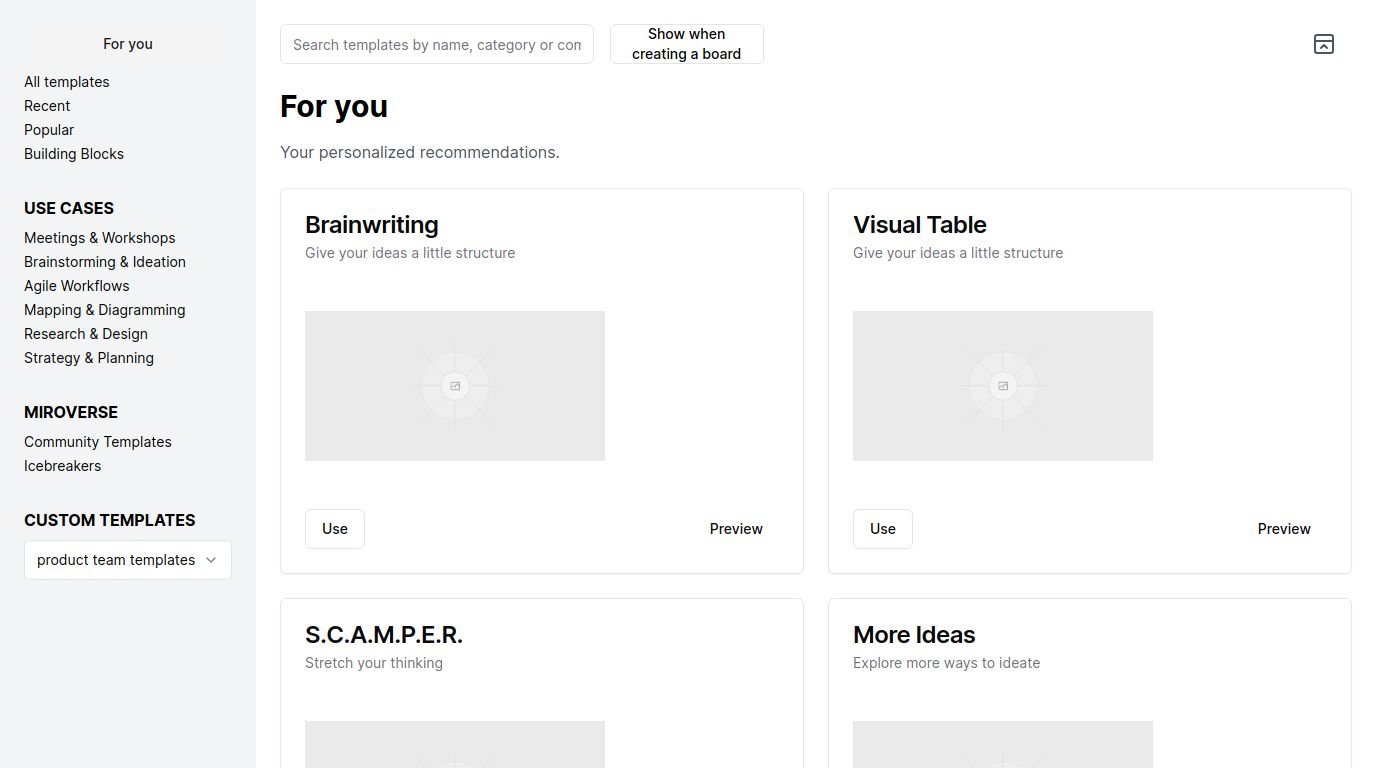 For you
All templates
Recent
Popular
Building Blocks
USE CASES
Meetings & Workshops
Brainstorming & Ideation
Agile Workflows
Mapping & Diagramming
Research & Design
Strategy & Planning
MIROVERSE
Community Templates
Icebreakers
CUSTOM TEMPLATES
product team templates
Search templates by name, category or con
Show when
creating a board
For you
Your personalized recommendations.
Brainwriting
Give your ideas a little structure
Use
Preview
Visual Table
Give your ideas a little structure
Use
Preview
S.C.A.M.P.E.R.
Stretch your thinking
More Ideas
Explore more ways to ideate